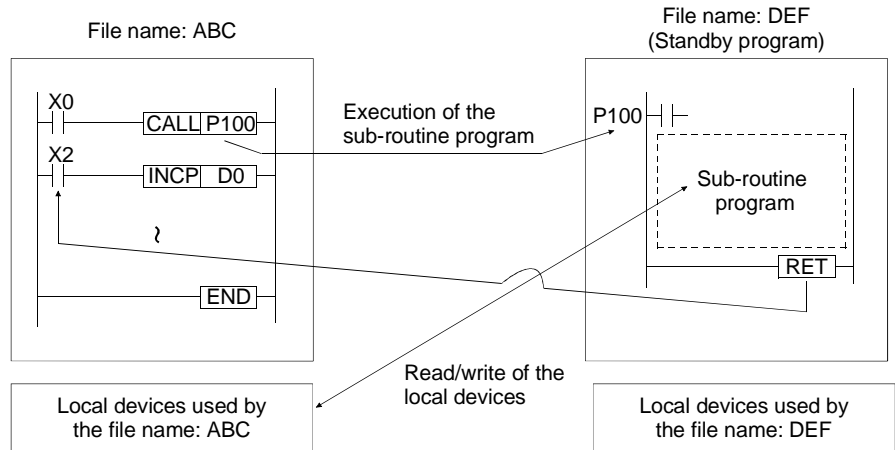 File name: ABC
File name: DEF
(Standby program)
X0
CALL P100
X2
INCP D0
~
END
Execution of the
sub-routine program
P100
Sub-routine
program
RET
Read/write of the
local devices
Local devices used by
the file name: ABC
Local devices used by
the file name: DEF